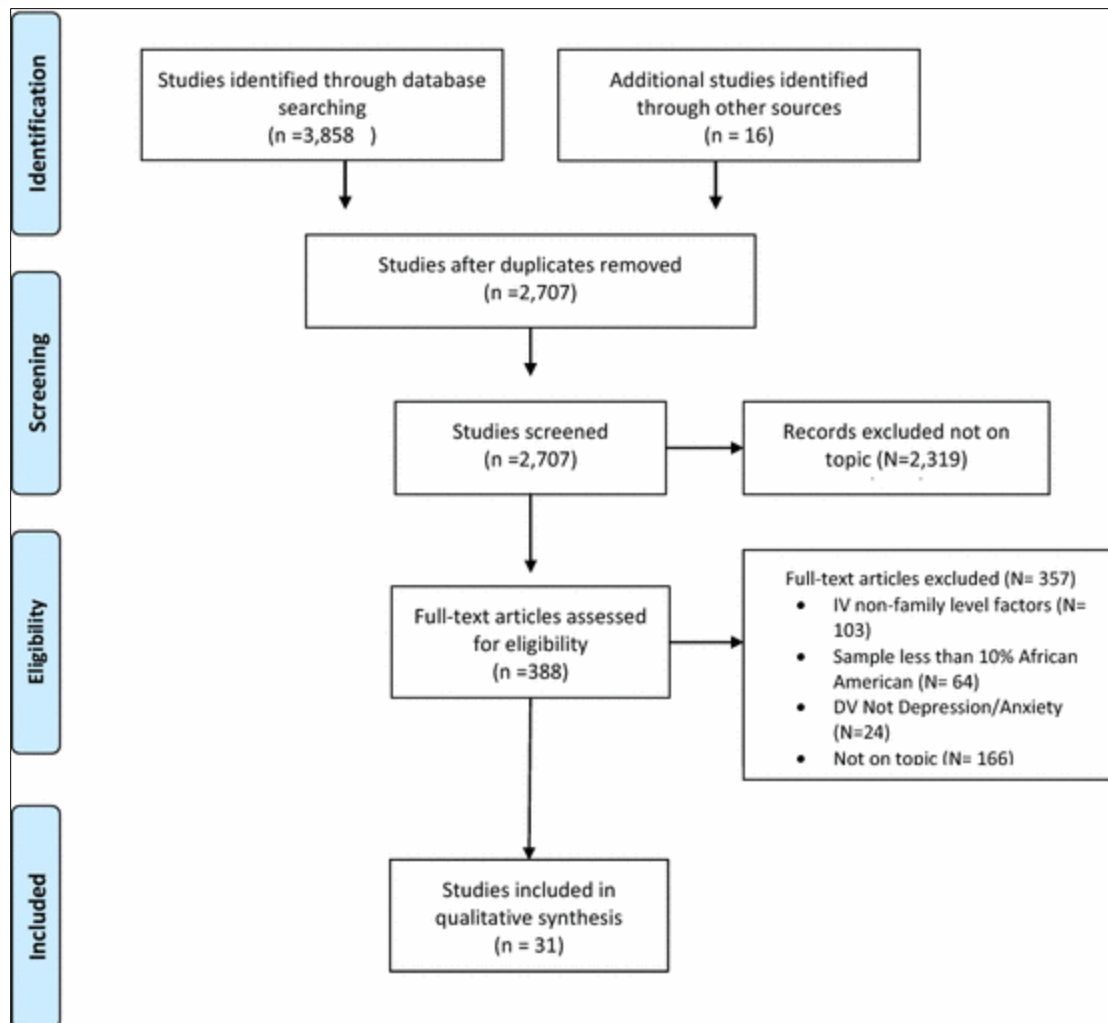 Identification
Studies identified through database
searching
(n =3,858 )
Additional studies identified
through other sources
(n = 16)
Studies after duplicates removed
(n =2,707)
Screening
Studies screened
(n =2,707)
Records excluded not on
topic (N=2,319)
Eligibility
Full-text articles assessed
for eligibility
(n =388)
Full-text articles excluded (N= 357)
• IV non-family level factors (N=
103)
• Sample less than 10% African
American (N= 64)
• DV Not Depression/Anxiety
(N=24)
• Not on topic (N= 166)
Included
Studies included in
qualitative synthesis
(n = 31)